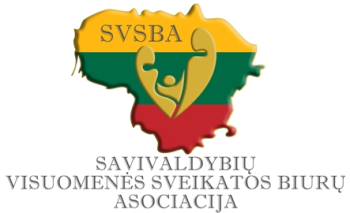 SVSBA
SAVIVALDYBIŲ
VISUOMENĖS SVEIKATOS BIURŲ
ASOCIACIJA